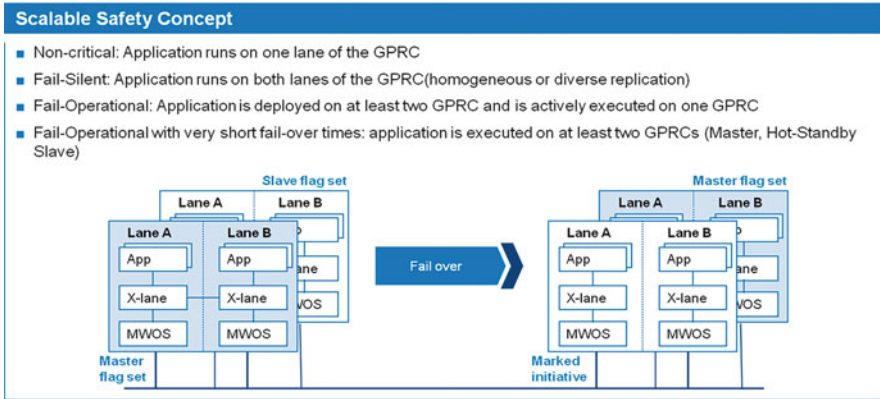 Scalable Safety Concept
Non-critical: Application runs on one lane of the GPRC
Fail-Silent: Application runs on both lanes of the GPRC(homogeneous or diverse replication)
Fail-Operational: Application is deployed on at least two GPRC and is actively executed on one GPRC
Fail-Operational with very short fail-over times: application is executed on at least two GPRCs (Master, Hot-Standby
Slave)
Slave flag set
Lane A Lane B
Lane A Lane B
App App
X-lane X-lane
MWOS MWOS
Master
flag set
Fail over
Master flag set
Lane A Lane B
Lane A Lane B
App App
X-lane X-lane ane
MWOS MWOS VOS
Marked
initiative